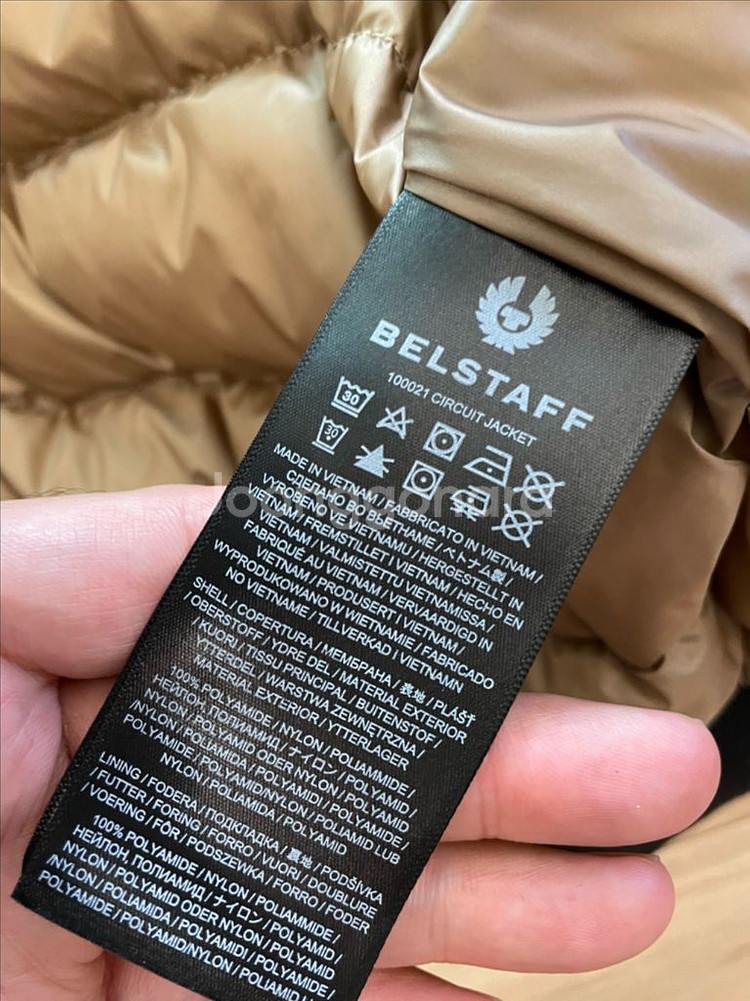 BELSTAFF
100021 CIRCUIT JACKET
30
30
MADE IN VIETNAM / FABBRICATO IN VIETNAM /
СДЕЛАНО ВО ВЬЕТНАМЕ / ベトナム製 /
VYROBENO VE VIETNAMU / HERGESTELLT IN
VIETNAM / FREMSTILLET I VIETNAM / HECHO EN
VIETNAM / VALMISTETTU VIETNAMISSA /
FABRIQUÉ AU VIETNAM / VERVAARDIGD IN
VIETNAM / PRODUSERT I VIETNAM /
WYPRODUKOWANO W WIETNAMIE / FABRICADO
NO VIETNAME / TILLVERKAD I VIETNAMN
SHELL / COPERTURA / МЕМБРАНА / 表地 / PLÁŠŤ
/ OBERSTOFF / YDRE DEL / MATERIAL EXTERIOR
/ KUORI / TISSU PRINCIPAL / BUITENSTOF /
YTTERDEL / WARSTWA ZEWNĘTRZNA /
MATERIAL EXTERIOR / YTTERLAGER
100% POLYAMIDE / NYLON / POLIAMMIDE /
НЕЙЛОН, ПОЛИАМИД / ナイロン / POLYAMID
/ NYLON / POLYAMID ODER NYLON / POLYAMID
/ NYLON / POLIAMIDA / POLYAMIDI / POLYAMIDE /
POLYAMIDE / POLYAMID/NYLON / POLIAMID LUB
NYLON / POLIAMIDA / POLYAMID
LINING / FODERA / ПОДКЛАДКА / 裏地 / PODŠÍVKA
/ FUTTER / FORING / FORRO / VUORI / DOUBLURE
/ VOERING / FÔR / PODSZEWKA / FORRO / FODER
100% POLYAMIDE / NYLON / POLIAMMIDE /
НЕЙЛОН, ПОЛИАМИД / ナイロン / POLYAMID
/ NYLON / POLYAMID ODER NYLON / POLYAMID
/NYLON / POLIAMIDA / POLYAMIDI / POLYAMIDE /
POLYAMIDE / POLYAMID/NYLON / POLIAMID LUB
Joonggonara